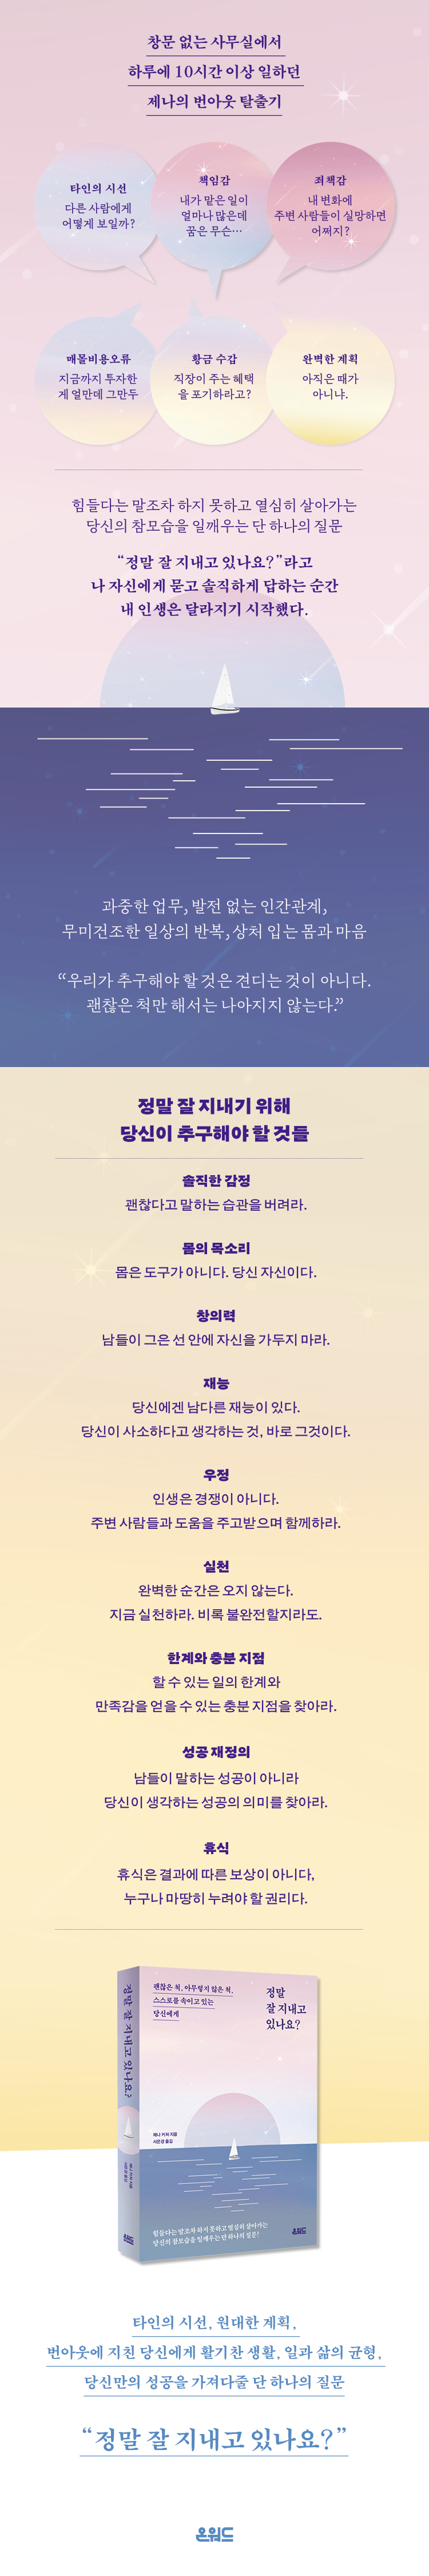 창문 없는 사무실에서
하루에 10시간 이상 일하던
제나의 번아웃 탈출기
타인의 시선
다른 사람에게
어떻게 보일까?
책임감
내가 맡은 일이
얼마나 많은데
꿈은 무슨…
죄책감
내 변화에
주변 사람들이 실망하면
어쩌지?
매몰비용오류
지금까지 투자한
게 얼만데 그만두
황금 수갑
직장이 주는 혜택
을 포기하라고?
완벽한 계획
아직은 때가
아니냐.
힘들다는 말조차 하지 못하고 열심히 살아가는
당신의 참모습을 일깨우는 단 하나의 질문
“정말 잘 지내고 있나요?”라고
나 자신에게 묻고 솔직하게 답하는 순간
내 인생은 달라지기 시작했다.
과중한 업무, 발전 없는 인간관계,
무미건조한 일상의 반복, 상처 입는 몸과 마음
“우리가 추구해야 할 것은 견디는 것이 아니다.
괜찮은 척만 해서는 나아지지 않는다.”
정말 잘 지내기 위해
당신이 추구해야 할 것들
솔직한 감정
괜찮다고 말하는 습관을 버려라.
몸의 목소리
몸은 도구가 아니다. 당신 자신이다.
창의력
남들이 그은 선 안에 자신을 가두지 마라.
재능
당신에겐 남다른 재능이 있다.
당신이 사소하다고 생각하는 것, 바로 그것이다.
우정
인생은 경쟁이 아니다.
주변 사람들과 도움을 주고받으며 함께하라.
실천
완벽한 순간은 오지 않는다.
지금 실천하라. 비록 불완전할지라도.
한계와 충분 지점
할 수 있는 일의 한계와
만족감을 얻을 수 있는 충분 지점을 찾아라.
성공 재정의
남들이 말하는 성공이 아니라
당신이 생각하는 성공의 의미를 찾아라.
휴식
휴식은 결과에 따른 보상이 아니다,
누구나 마땅히 누려야 할 권리다.
정말 잘 지내고 있나요?
온워드
괜찮은 척, 아무렇지 않은 척.
스스로를 속이고 있는
당신에게
정말
잘 지내고
있나요?
제니 커처 지음
서은경 옮김
힘들다는 말조차 하지 못하고 열심히 살아가는
당신의 참모습을 일깨우는 단 하나의 질문!
온워드
타인의 시선, 원대한 계획,
번아웃에 지친 당신에게 활기찬 생활, 일과 삶의 균형,
당신만의 성공을 가져다줄 단 하나의 질문
“정말 잘 지내고 있나요?”
온워드